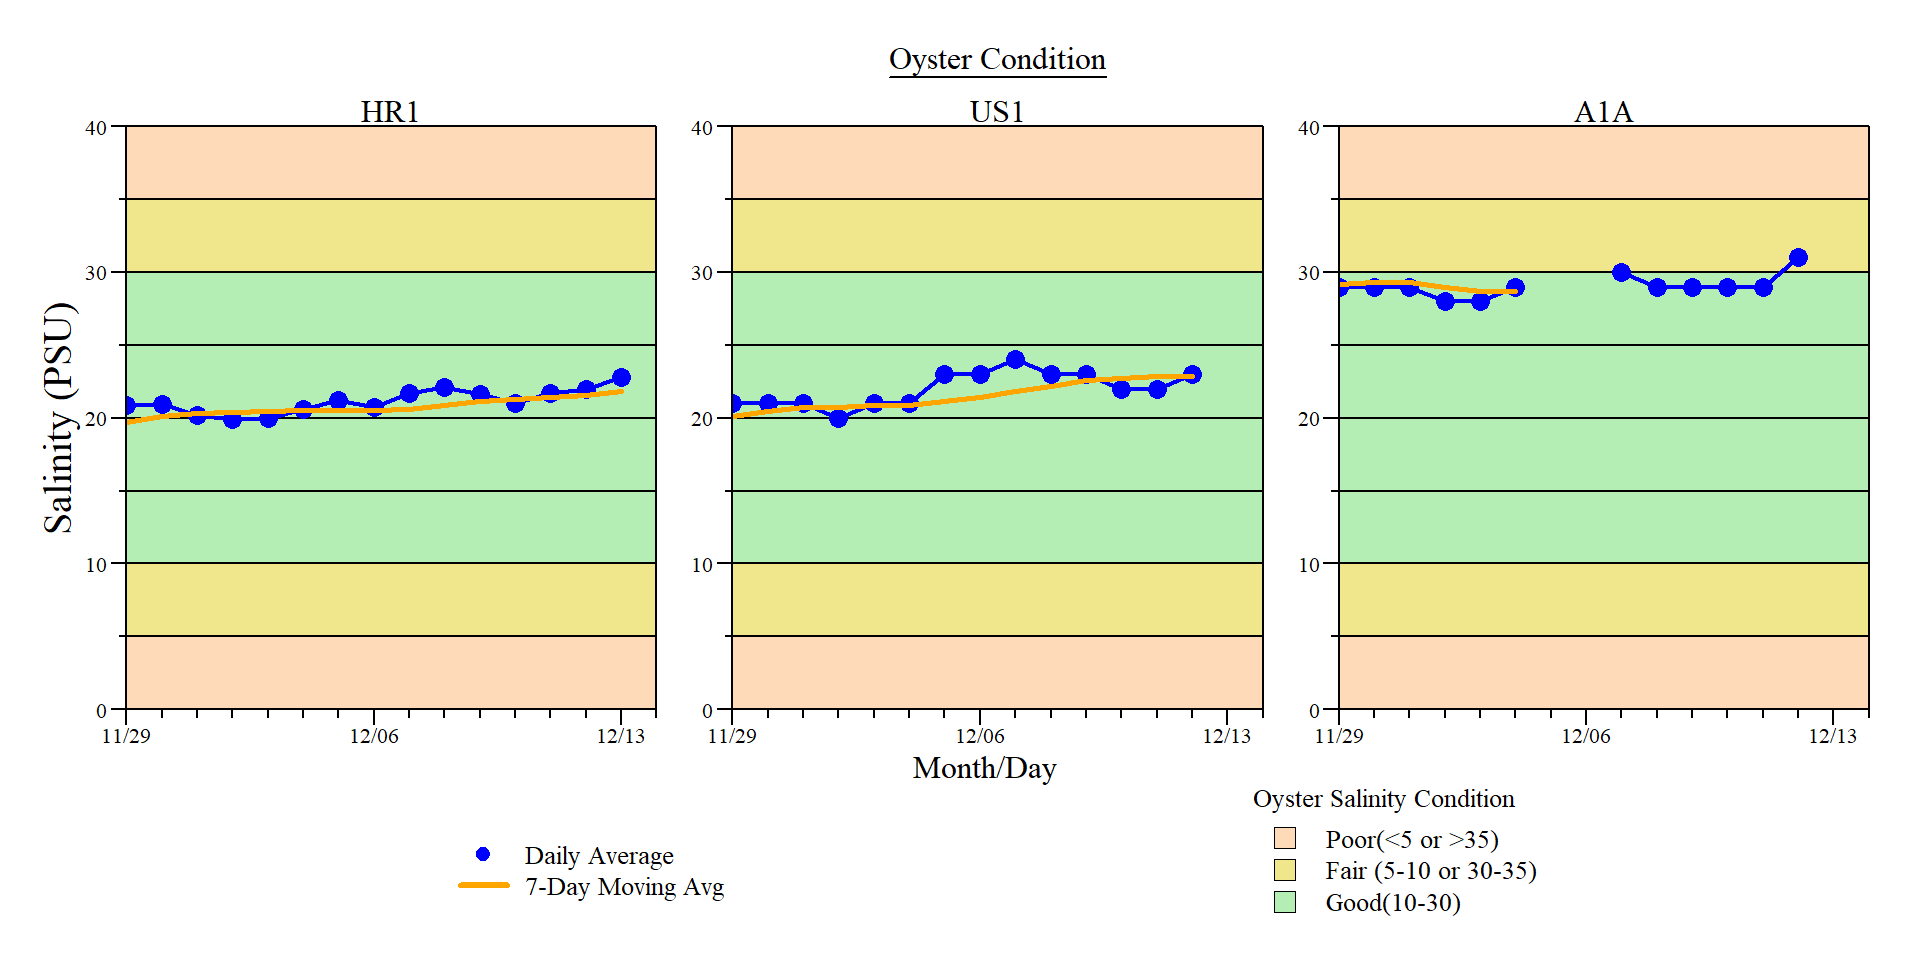 Oyster Condition
HR1
US1
A1A
Salinity (PSU)
40
30
20
10
0
11/29
12/06
12/13
40
30
20
10
0
11/29
12/06
12/13
40
30
20
10
0
11/29
12/06
12/13
Month/Day
Daily Average
7-Day Moving Avg
Oyster Salinity Condition
Poor(<5 or >35)
Fair (5-10 or 30-35)
Good(10-30)